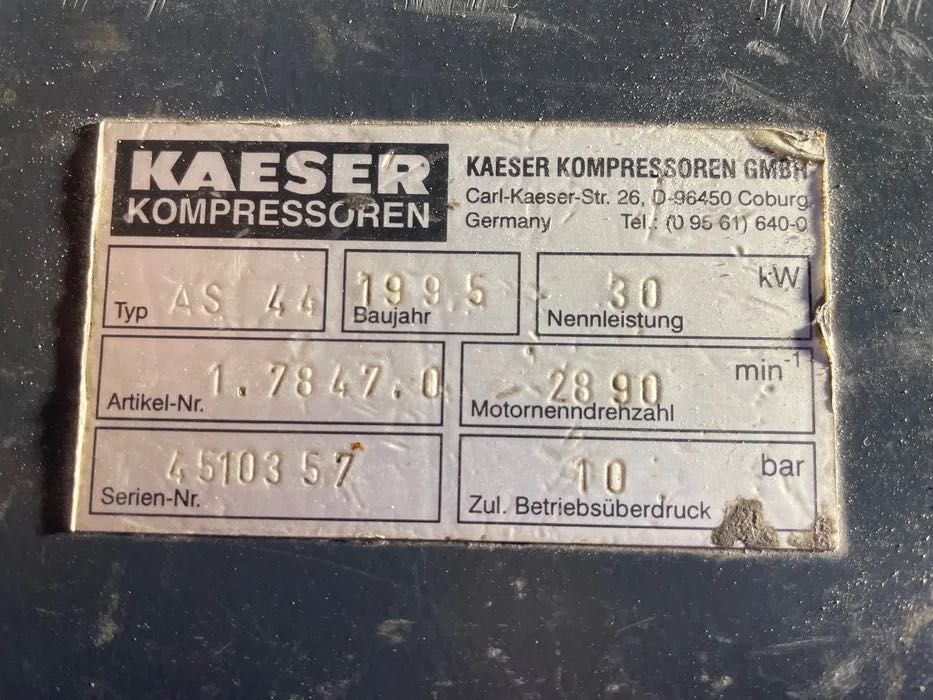 KAESER
KOMPRESSOREN
KAESER KOMPRESSOREN GMBH
Carl-Kaeser-Str. 26, D-96450 Coburg
Germany Tel.: (0 95 61) 640-0
Typ AS 44
1995 Baujahr
30 kW
Nennleistung
Artikel-Nr. 1.7847.0
2890 min-1
Motornenndrehzahl
4510357
Serien-Nr.
10 bar
Zul. Betriebsüberdruck